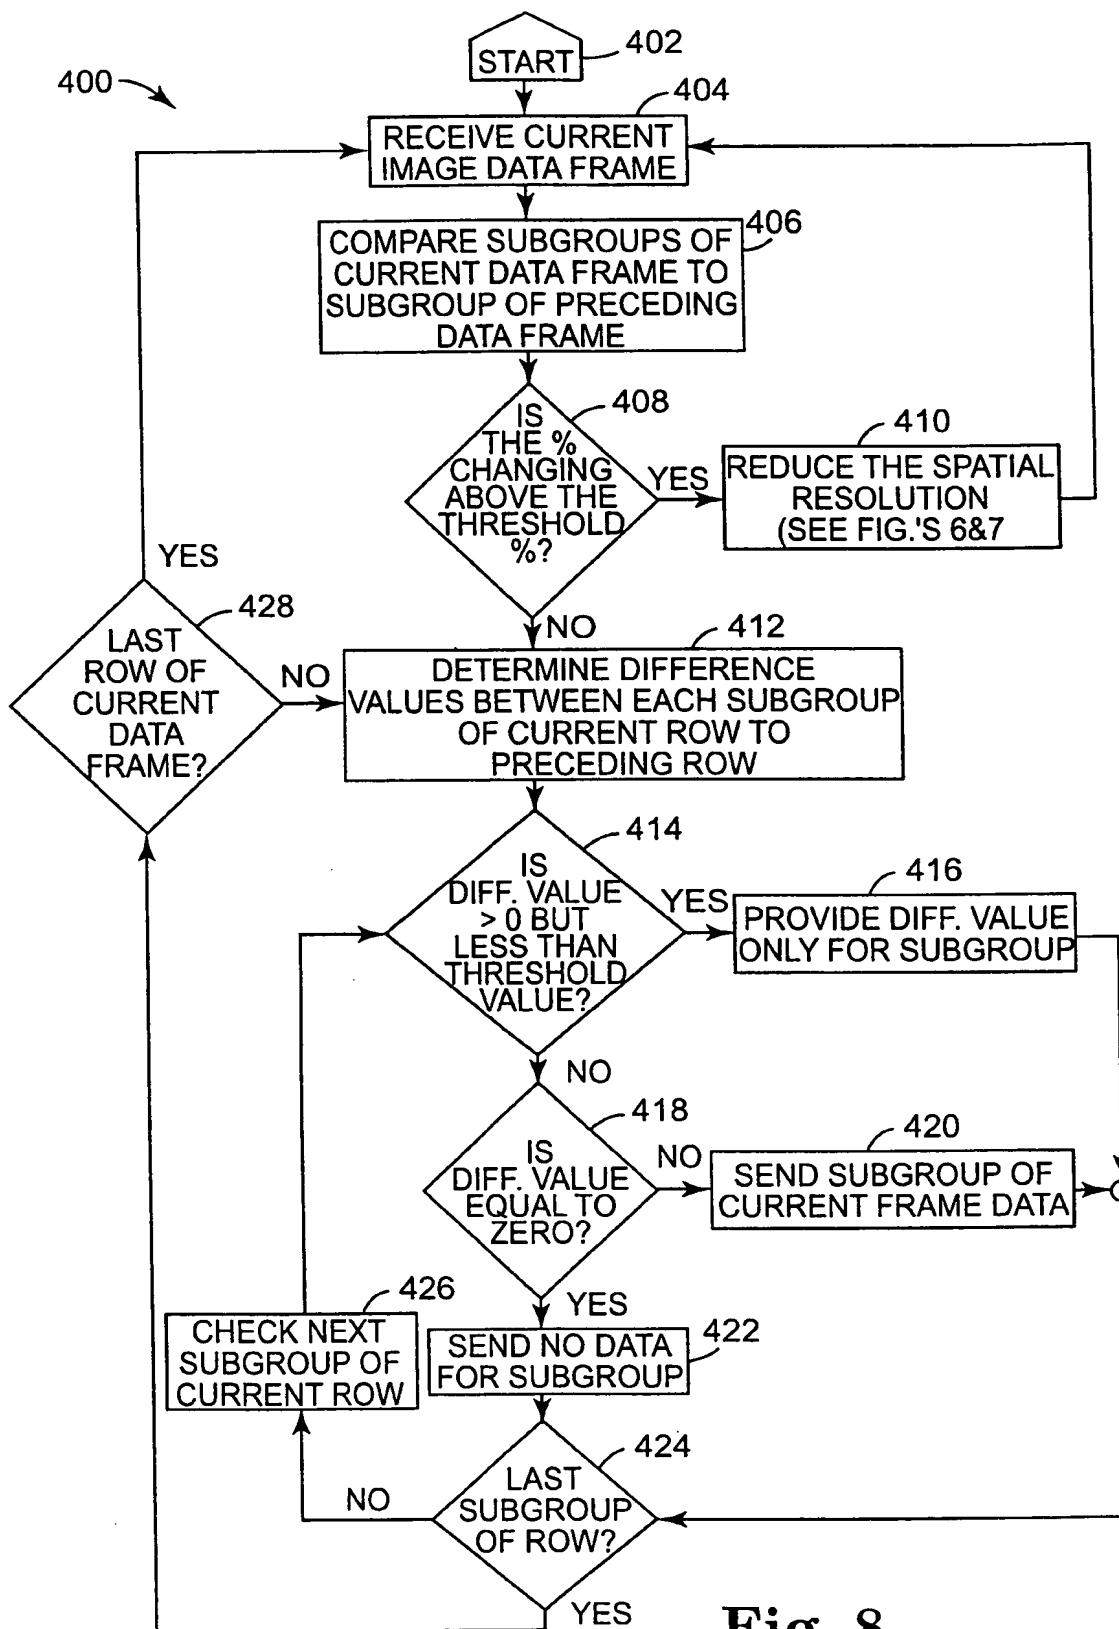 START
402
400
404
RECEIVE CURRENT
IMAGE DATA FRAME
406
COMPARE SUBGROUPS OF
CURRENT DATA FRAME TO
SUBGROUP OF PRECEDING
DATA FRAME
408
IS
THE %
CHANGING
ABOVE THE
THRESHOLD
%?
YES
410
REDUCE THE SPATIAL
RESOLUTION
(SEE FIG.'S 6&7
NO
YES
428
LAST
ROW OF
CURRENT
DATA
FRAME?
NO
412
DETERMINE DIFFERENCE
VALUES BETWEEN EACH SUBGROUP
OF CURRENT ROW TO
PRECEDING ROW
414
IS
DIFF. VALUE
> 0 BUT
LESS THAN
THRESHOLD
VALUE?
YES
416
PROVIDE DIFF. VALUE
ONLY FOR SUBGROUP
NO
418
IS
DIFF. VALUE
EQUAL TO
ZERO?
NO
420
SEND SUBGROUP OF
CURRENT FRAME DATA
YES
422
SEND NO DATA
FOR SUBGROUP
426
CHECK NEXT
SUBGROUP OF
CURRENT ROW
424
LAST
SUBGROUP
OF ROW?
NO
YES
Fig. 8